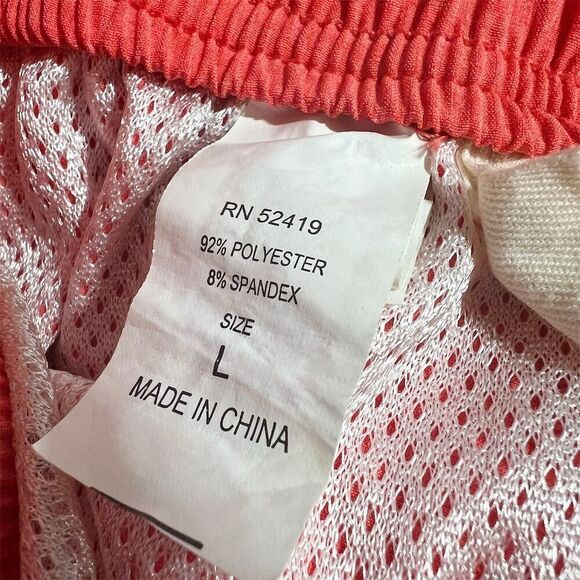 RN 52419
92% POLYESTER
8% SPANDEX
SIZE
L
MADE IN CHINA